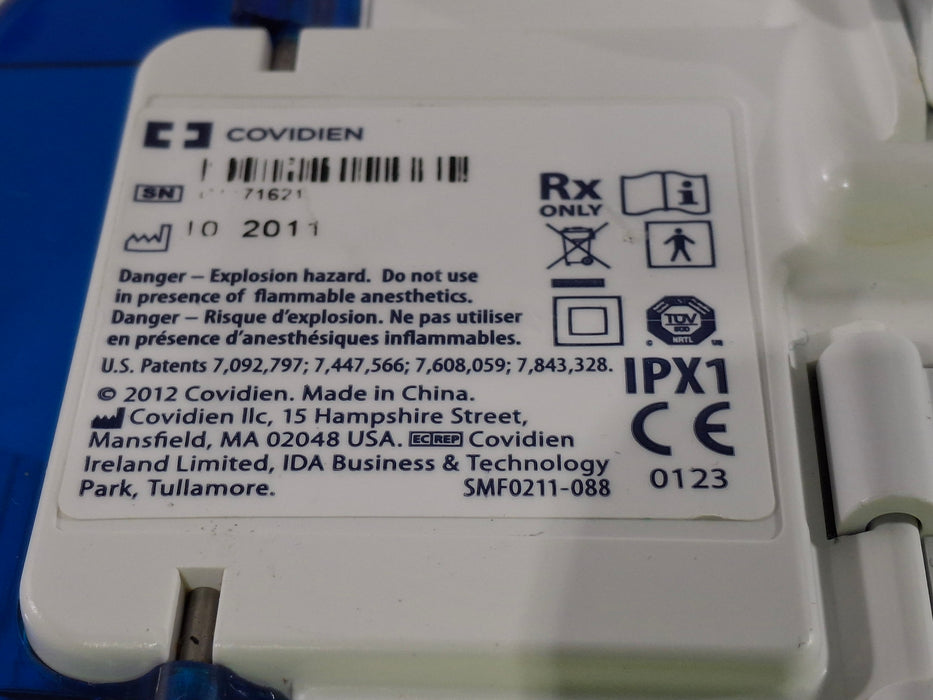 COVIDIEN
SN 71621
10 2011
Rx
ONLY
i
Danger – Explosion hazard. Do not use
in presence of flammable anesthetics.
Danger – Risque d'explosion. Ne pas utiliser
en présence d'anesthésiques inflammables.
TÜV
NRTL
U.S. Patents 7,092,797; 7,447,566; 7,608,059; 7,843,328.
IPX1
© 2012 Covidien. Made in China.
Covidien llc, 15 Hampshire Street,
Mansfield, MA 02048 USA. EC REP Covidien
Ireland Limited, IDA Business & Technology
Park, Tullamore.
SMF0211-088
CE
0123